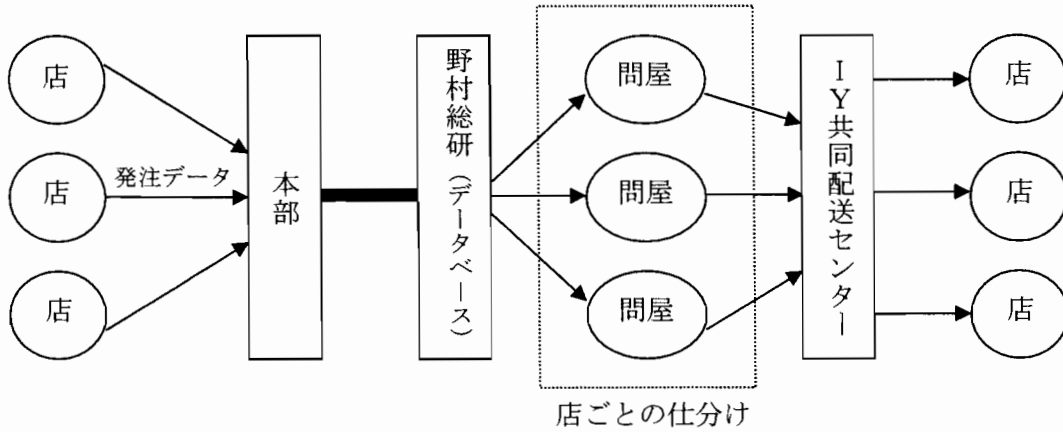 店
店
店
発注データ
本部
野村総研（データベース）
問屋
問屋
問屋
店ごとの仕分け
ＩＹ共同配送センター
店
店
店